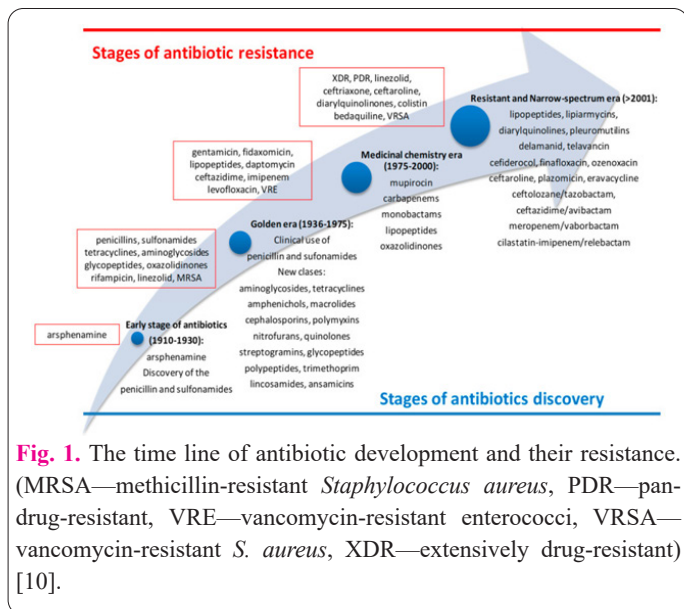 Stages of antibiotic resistance
XDR, PDR, linezolid,
ceftriaxone, ceftaroline,
diarylquinolinones, colistin
bedaquiline, VRSA
Resistant and Narrow-spectrum era (>2001):
lipopeptides, lipiarmycins,
diarylquinolines, pleuromutilins
delamanid, telavancin
cefiderocol, finafloxacin, ozenoxacin
ceftaroline, plazomicin, eravacycline
ceftolozane/tazobactam,
ceftazidime/avibactam
meropenem/vaborbactam
cilastatin-imipenem/relebactam
gentamicin, fidaxomicin,
lipopeptides, daptomycin
ceftazidime, imipenem
levofloxacin, VRE
Medicinal chemistry era
(1975-2000):
mupirocin
carbapenems
monobactams
lipopeptides
oxazolidinones
penicillins, sulfonamides
tetracyclines, aminoglycosides
glycopeptides, oxazolidinones
rifampicin, linezolid, MRSA
Golden era (1936-1975):
Clinical use of
penicillin and sufonamides
New clases:
aminoglycosides, tetracyclines
amphenichols, macrolides
cephalosporins, polymyxins
nitrofurans, quinolones
streptogramins, glycopeptides
polypeptides, trimethoprim
lincosamides, ansamicins
arsphenamine
Early stage of antibiotics
(1910-1930):
arsphenamine
Discovery of the
penicillin and sulfonamides
Stages of antibiotics discovery
Fig. 1. The time line of antibiotic development and their resistance.
(MRSA—methicillin-resistant Staphylococcus aureus, PDR—pan-
drug-resistant, VRE—vancomycin-resistant enterococci, VRSA—
vancomycin-resistant S. aureus, XDR—extensively drug-resistant)
[10].